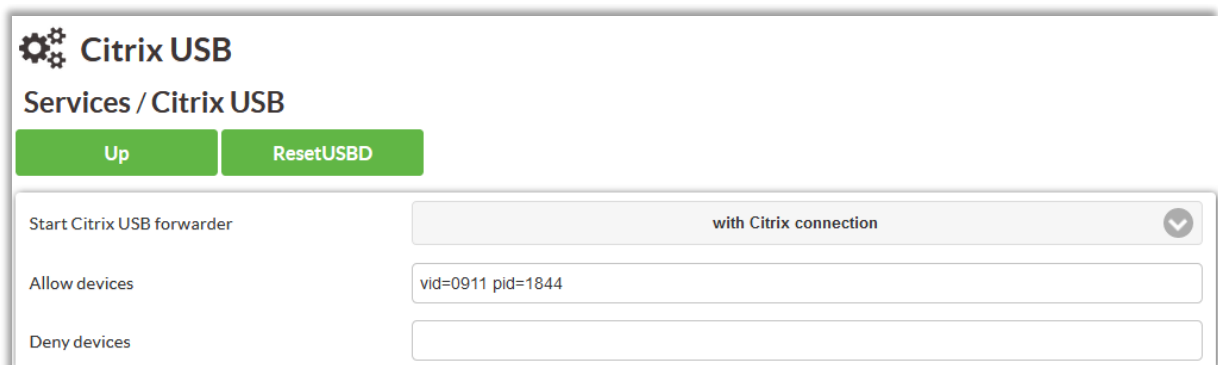 Citrix USB
Services / Citrix USB
Up ResetUSBD
Start Citrix USB forwarder with Citrix connection
Allow devices vid=0911 pid=1844
Deny devices